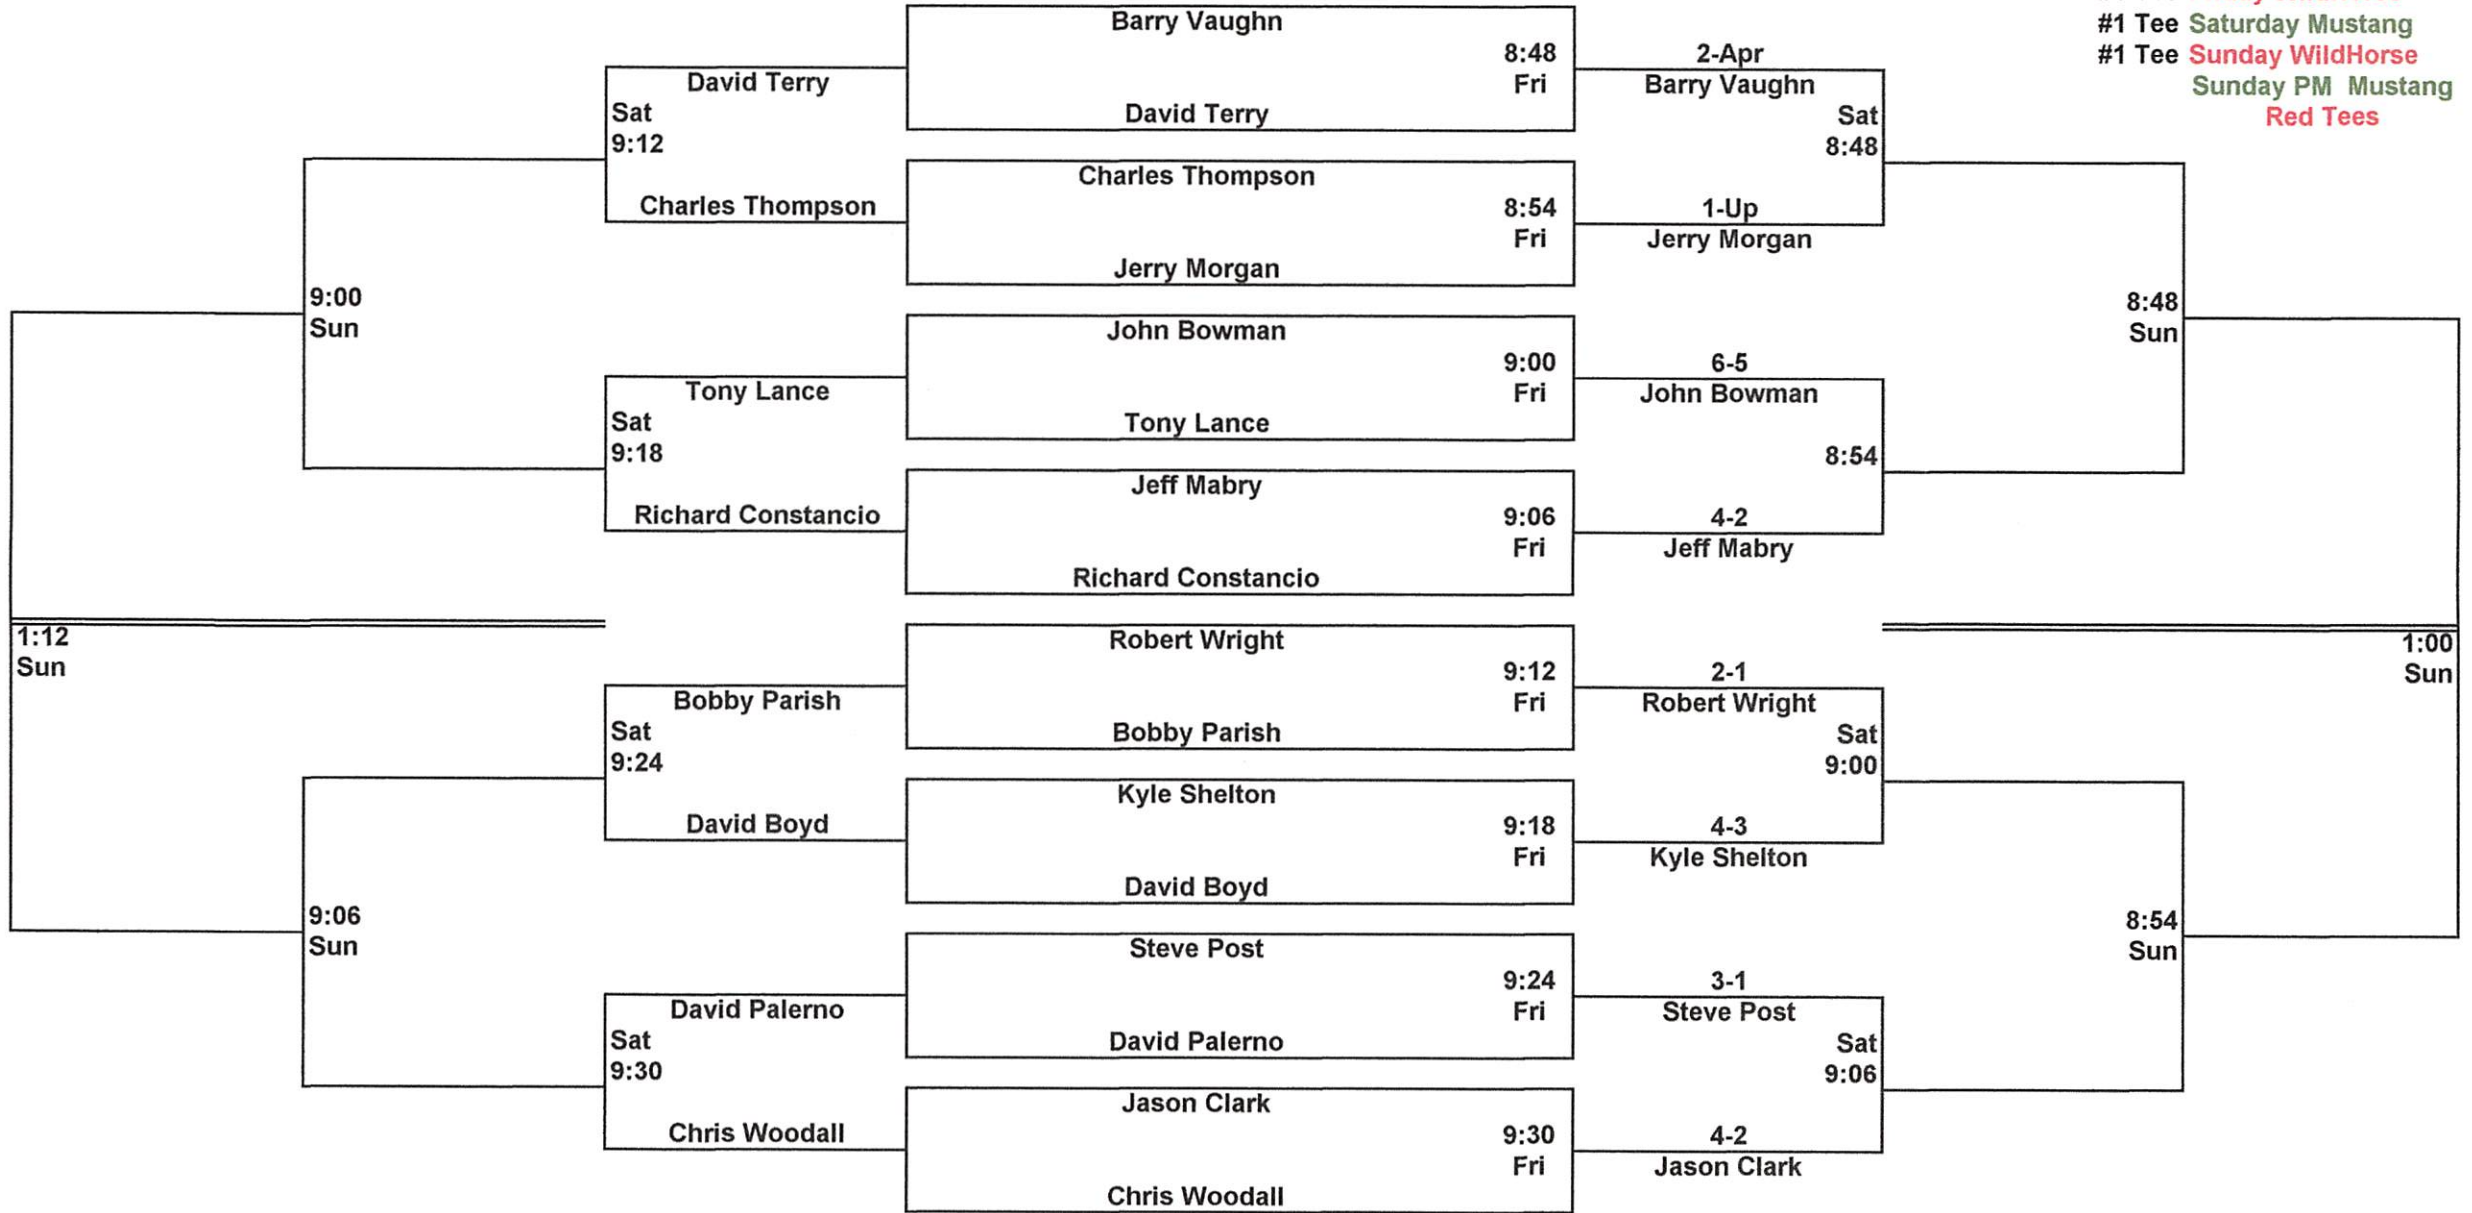 #1 Tee Saturday Mustang
#1 Tee Sunday WildHorse
Sunday PM Mustang
Red Tees
Barry Vaughn
8:48
Fri
David Terry
Charles Thompson
8:54
Fri
Jerry Morgan
John Bowman
9:00
Fri
Tony Lance
Jeff Mabry
9:06
Fri
Richard Constancio
Robert Wright
9:12
Fri
Bobby Parish
Kyle Shelton
9:18
Fri
David Boyd
Steve Post
9:24
Fri
David Palerno
Jason Clark
9:30
Fri
Chris Woodall
David Terry
Sat
9:12
Charles Thompson
Tony Lance
Sat
9:18
Richard Constancio
Bobby Parish
Sat
9:24
David Boyd
David Palerno
Sat
9:30
Chris Woodall
9:00
Sun
9:06
Sun
1:12
Sun
2-Apr
Barry Vaughn
Sat
8:48
1-Up
Jerry Morgan
6-5
John Bowman
8:54
4-2
Jeff Mabry
2-1
Robert Wright
Sat
9:00
4-3
Kyle Shelton
3-1
Steve Post
Sat
9:06
4-2
Jason Clark
8:48
Sun
8:54
Sun
1:00
Sun